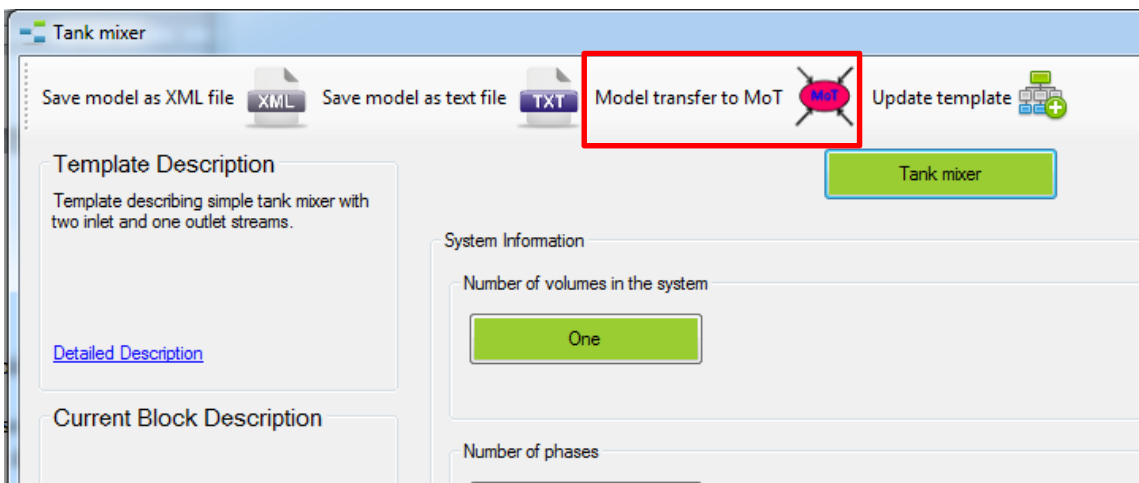 Tank mixer
Save model as XML file
XML
Save model as text file
TXT
Model transfer to MoT
MoT
Update template
Template Description
Template describing simple tank mixer with
two inlet and one outlet streams.
Detailed Description
Current Block Description
Tank mixer
System Information
Number of volumes in the system
One
Number of phases